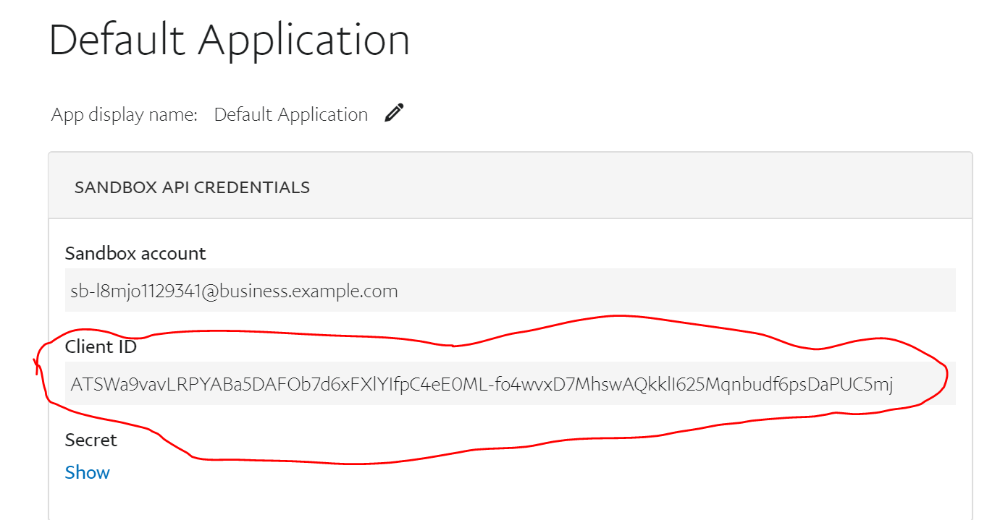 Default Application
App display name: Default Application
SANDBOX API CREDENTIALS
Sandbox account
sb-l8mjo1129341@business.example.com
Client ID
ATSWa9vavLRPYABa5DAFOb7d6xFXlYIfpC4eE0ML-fo4wvxD7MhswAQkklI625Mqnbudf6psDaPUC5mj
Secret
Show